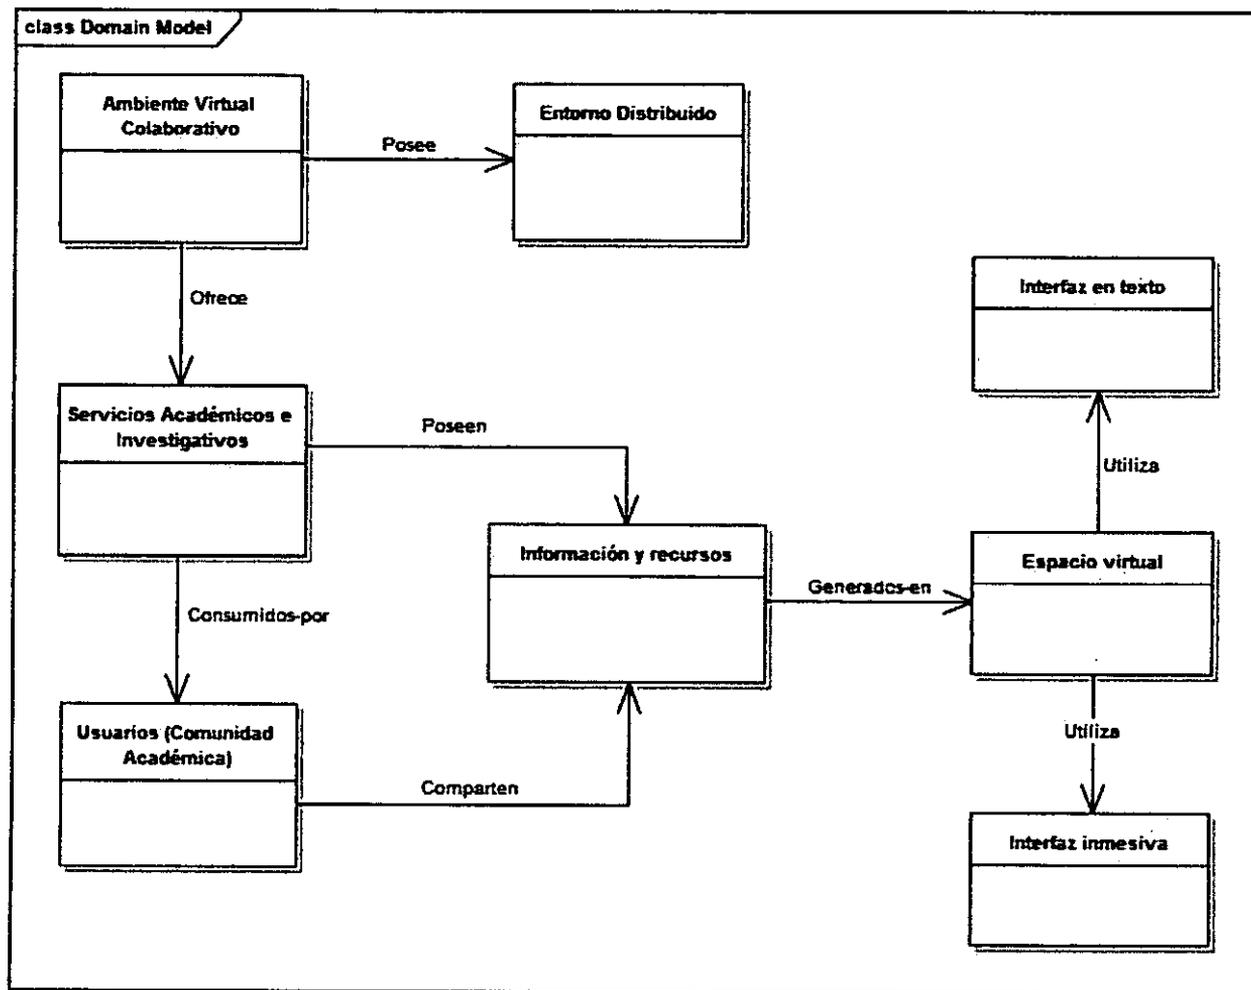 class Domain Model
Ambiente Virtual
Colaborativo
Posee
Entorno Distribuido
Ofrece
Interfaz en texto
Servicios Académicos e
Investigativos
Poseen
Utiliza
Información y recursos
Generados-en
Espacio virtual
Consumidos-por
Usuarios (Comunidad
Académica)
Comparten
Utiliza
Interfaz inmesiva